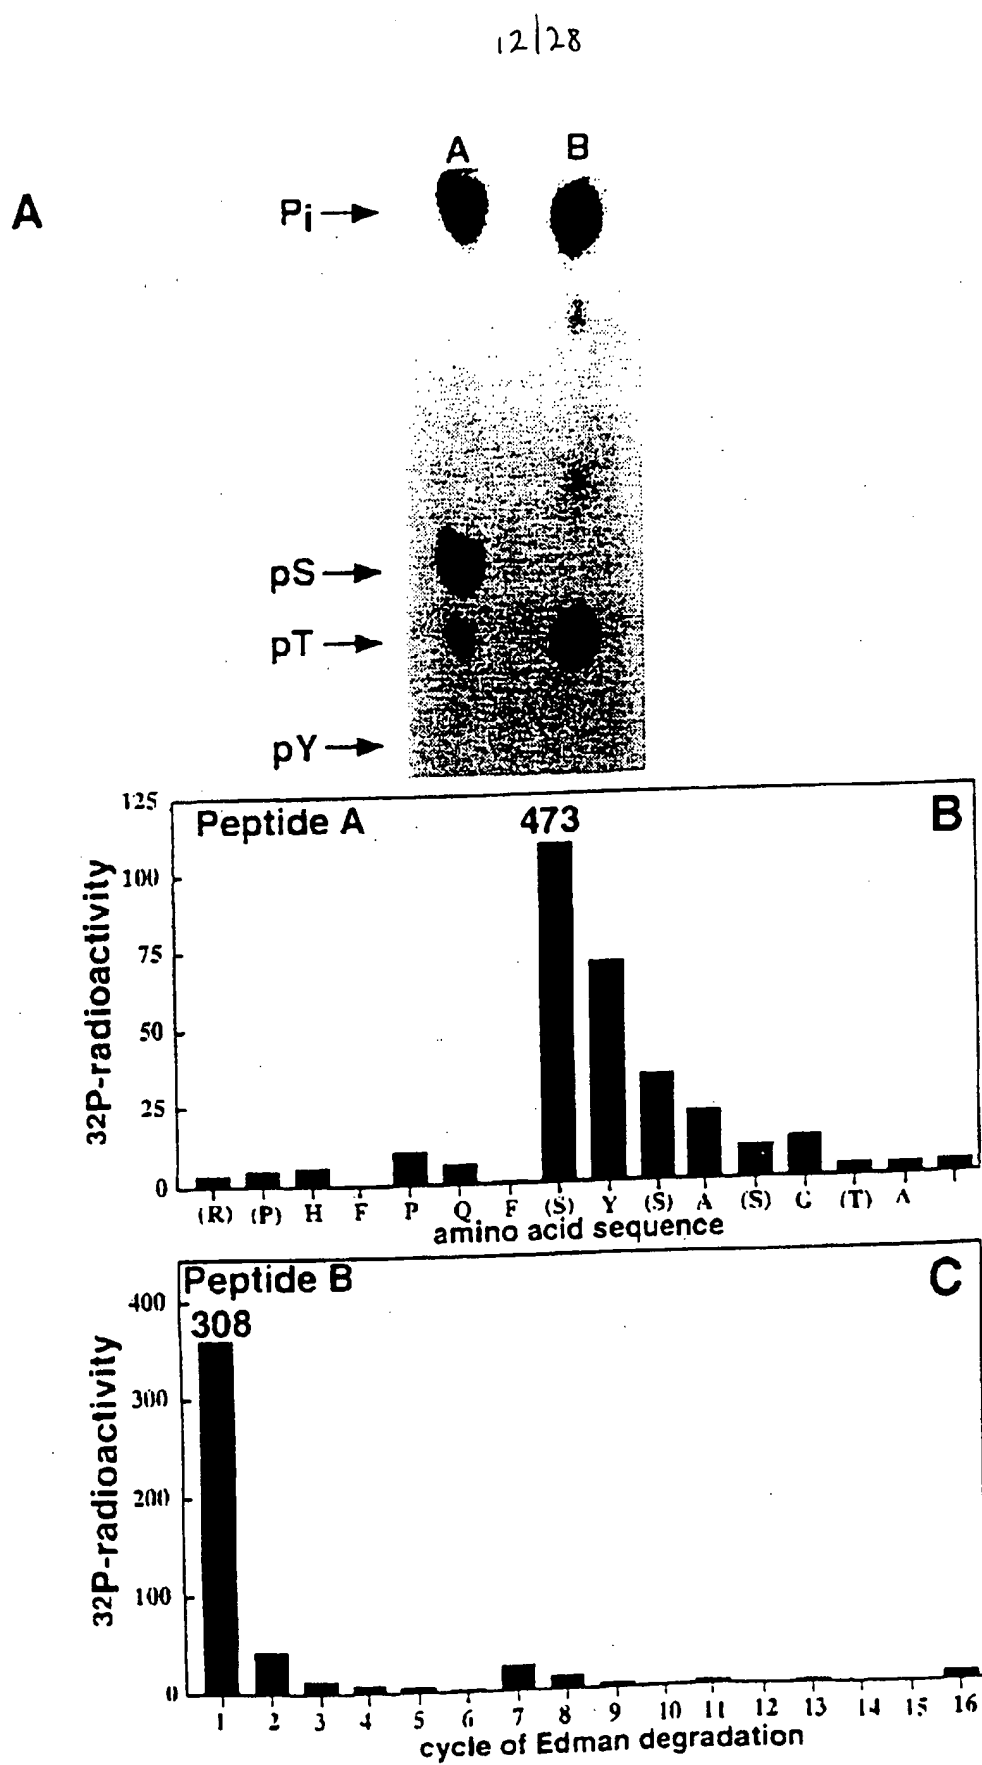 12/28
A B
A
Pi
pS
pT
pY
125
Peptide A 473 B
100
75
50
25
0
32P-radioactivity
(R) (P) H F P Q F (S) Y (S) A (S) G (T) A
amino acid sequence
Peptide B C
400
308
300
200
100
0
32P-radioactivity
1 2 3 4 5 6 7 8 9 10 11 12 13 14 15 16
cycle of Edman degradation